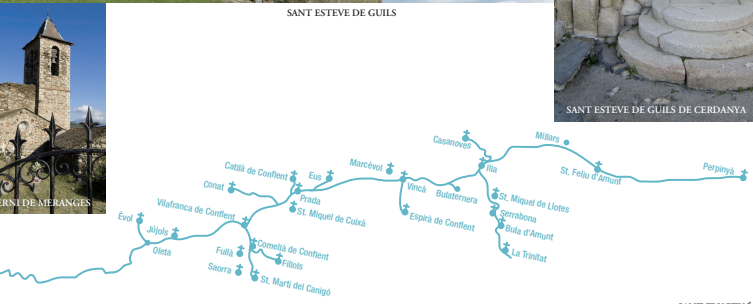 SANT ESTEVE DE GUILS
SANT ESTEVE DE GUILS DE CERDANYA
ERNI DE MERANGES
Casanoves
Millars
Illa
St. Feliu d'Amunt
Perpinyà
Marcèvol
Catllà de Conflent
Eus
Conat
Prada
Vinçà
Bulaternera
St. Miquel de Llotes
Vilafranca de Conflent
St. Miquel de Cuixà
Espirà de Conflent
Serrabona
Évol
Bula d'Amunt
Jújols
Oleta
Fullà
Cornellà de Conflent
La Trinitat
Filiols
Saorra
St. Martí del Canigó